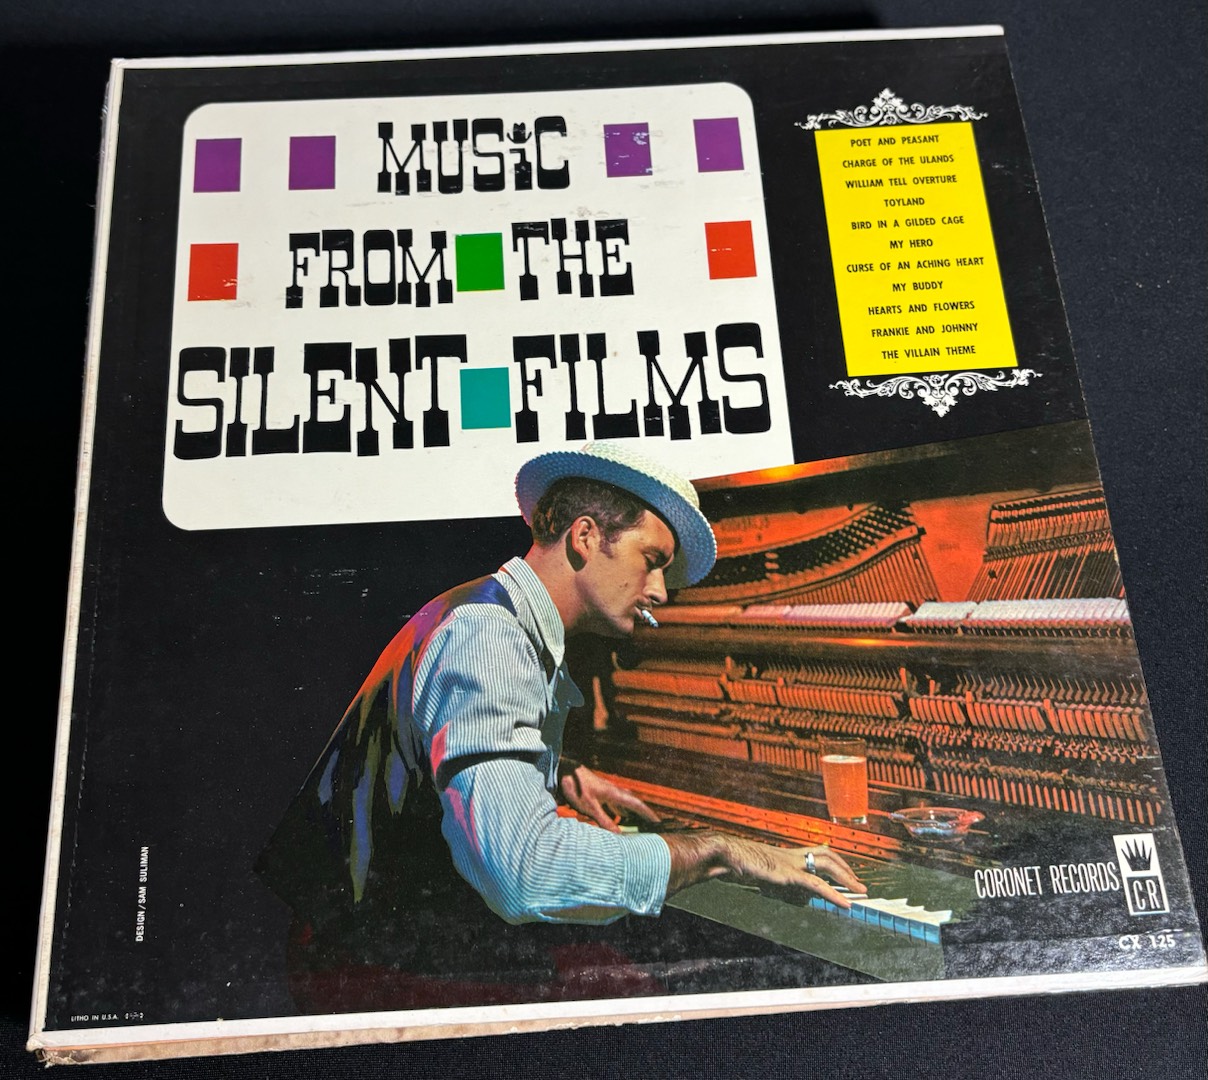 MUSiC
FROM THE
SILENT FILMS
POET AND PEASANT
CHARGE OF THE ULANDS
WILLIAM TELL OVERTURE
TOYLAND
BIRD IN A GILDED CAGE
MY HERO
CURSE OF AN ACHING HEART
MY BUDDY
HEARTS AND FLOWERS
FRANKIE AND JOHNNY
THE VILLAIN THEME
DESIGN / SAM SULIMAN
CORONET RECORDS
CR
CX 125
LITHO IN U.S.A.